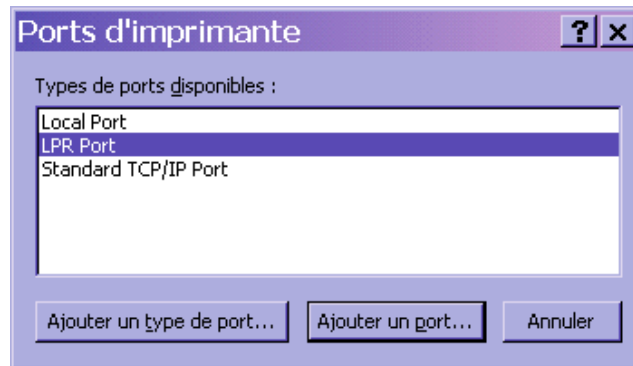 Ports d'imprimante
Types de ports disponibles :
Local Port
LPR Port
Standard TCP/IP Port
Ajouter un type de port... Ajouter un port... Annuler